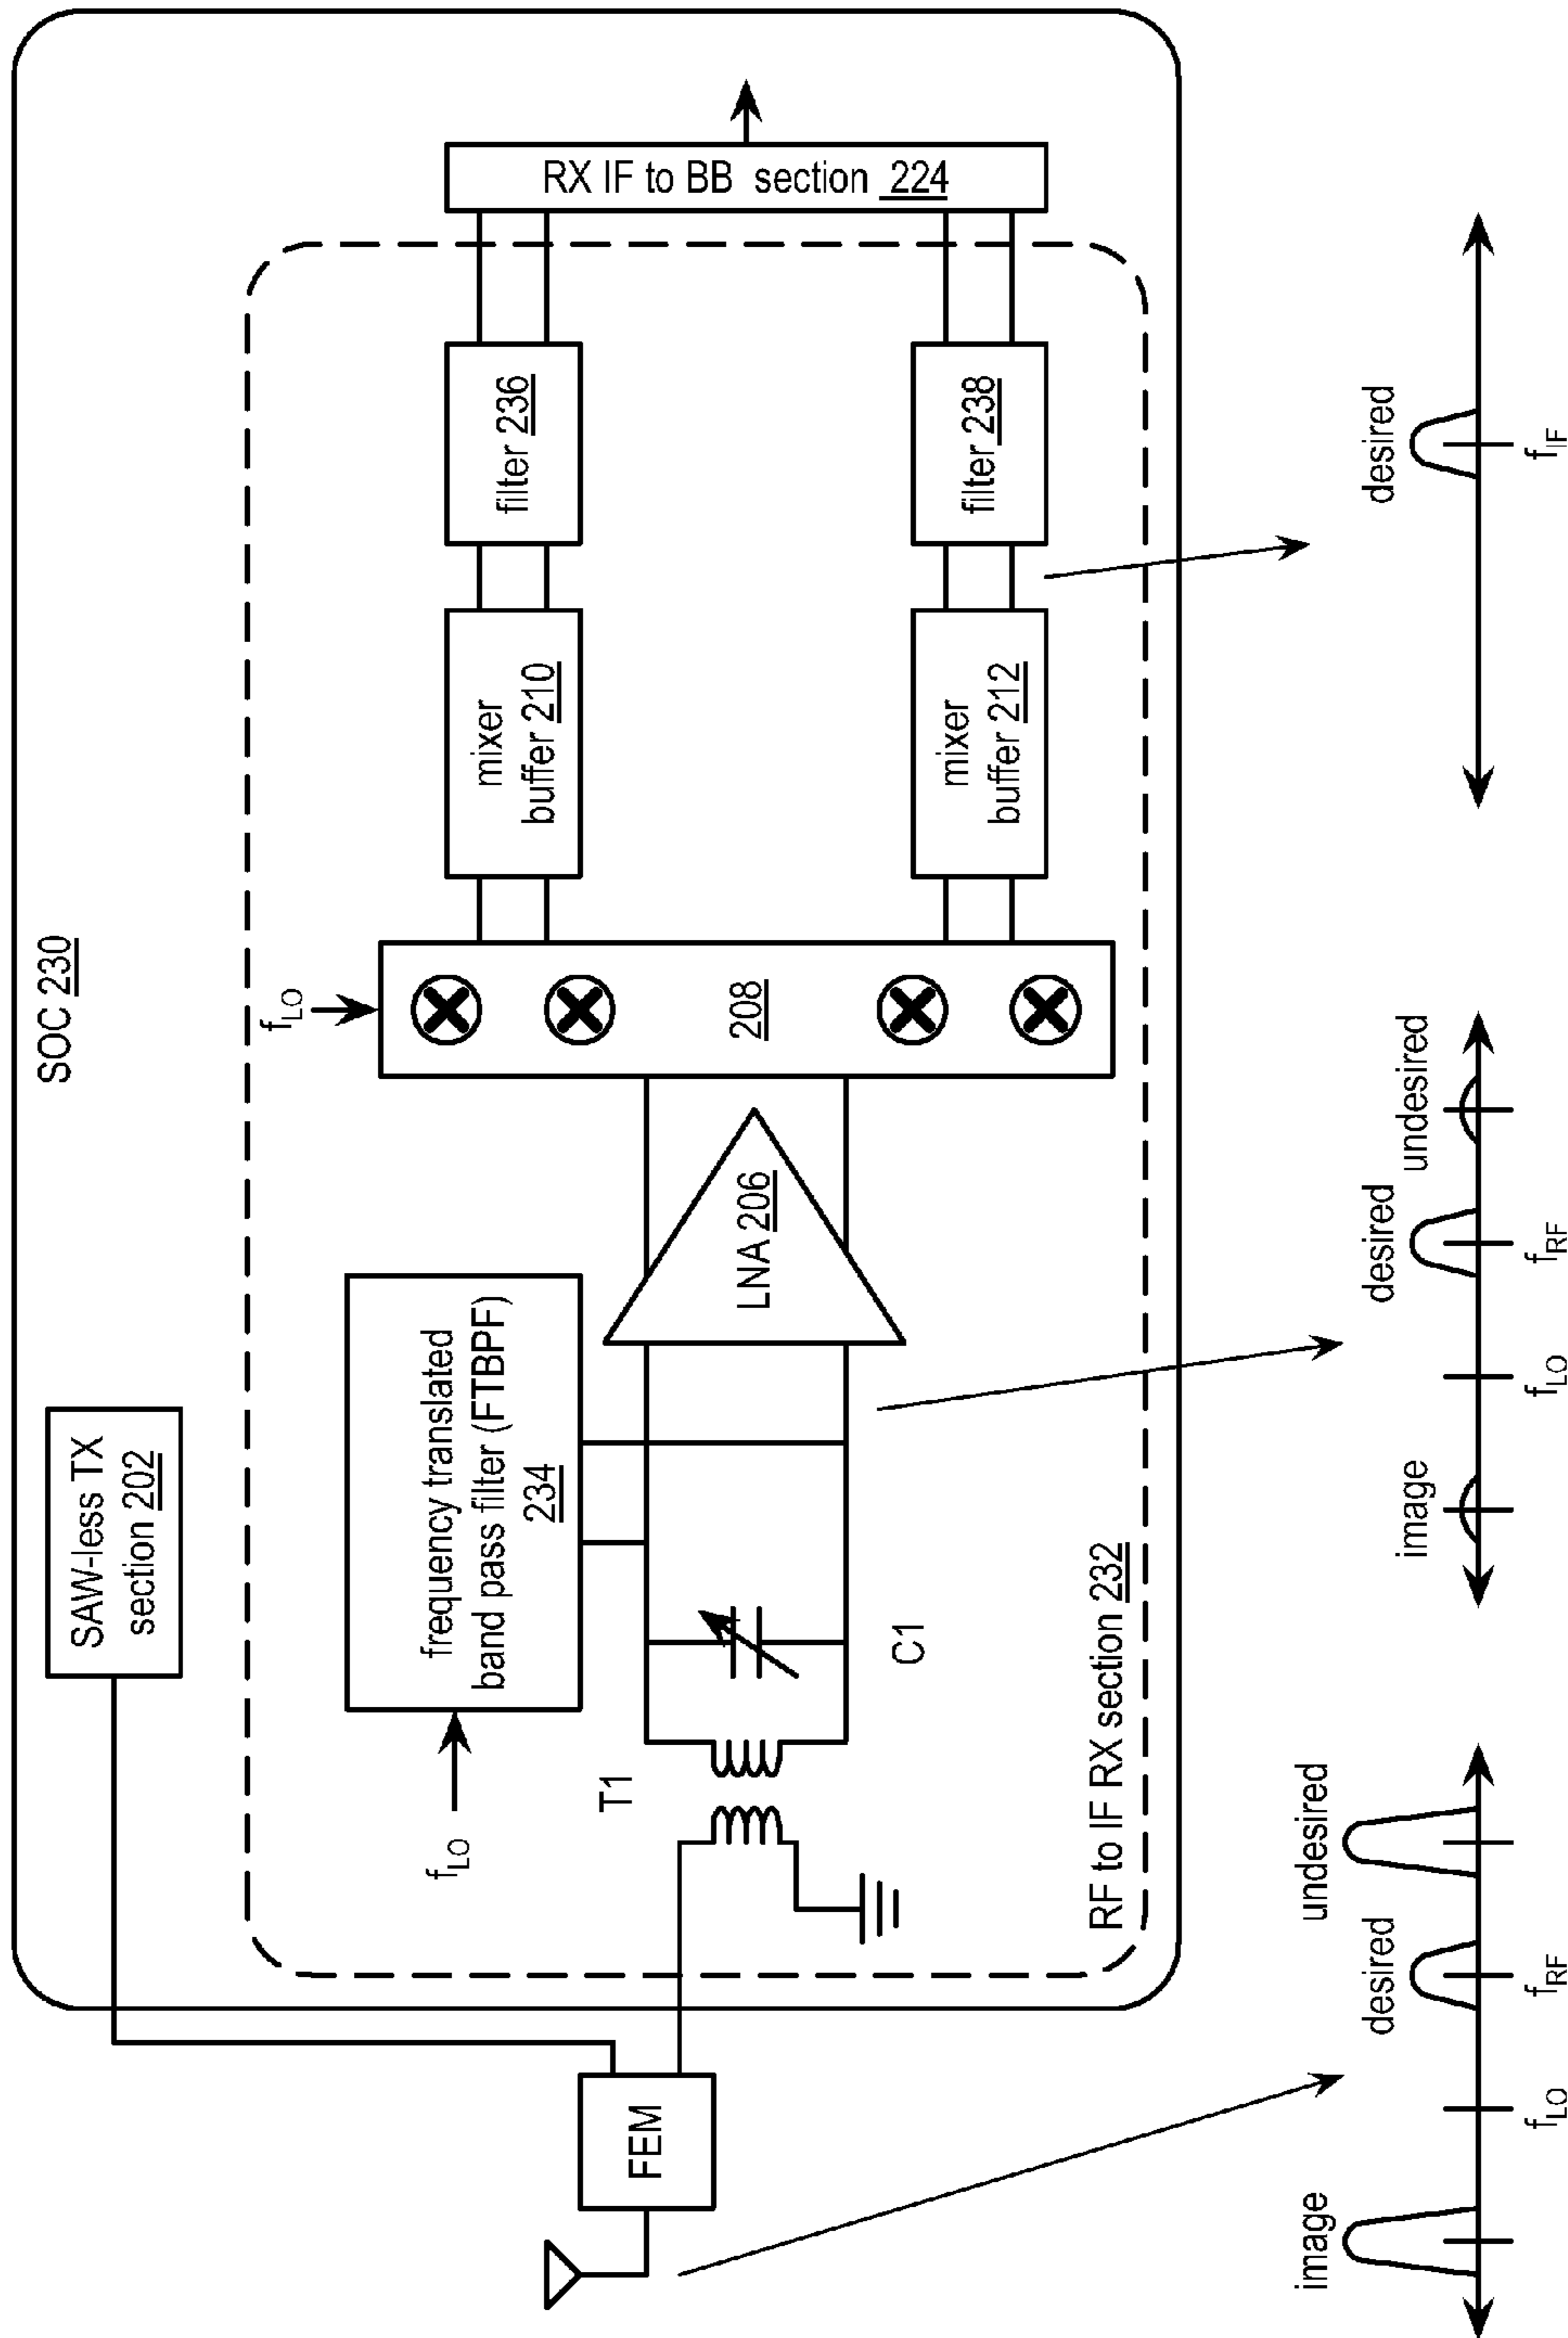 SOC 230
SAW-less TX
section 202
FEM
f_LO
frequency translated
band pass filter (FTBPF)
234
T1
C1
LNA 206
f_LO
208
mixer
buffer 210
filter 236
mixer
buffer 212
filter 238
RX IF to BB section 224
RF to IF RX section 232
image
desired
undesired
f_LO
f_RF
image
desired
undesired
f_LO
f_RF
desired
f_IF